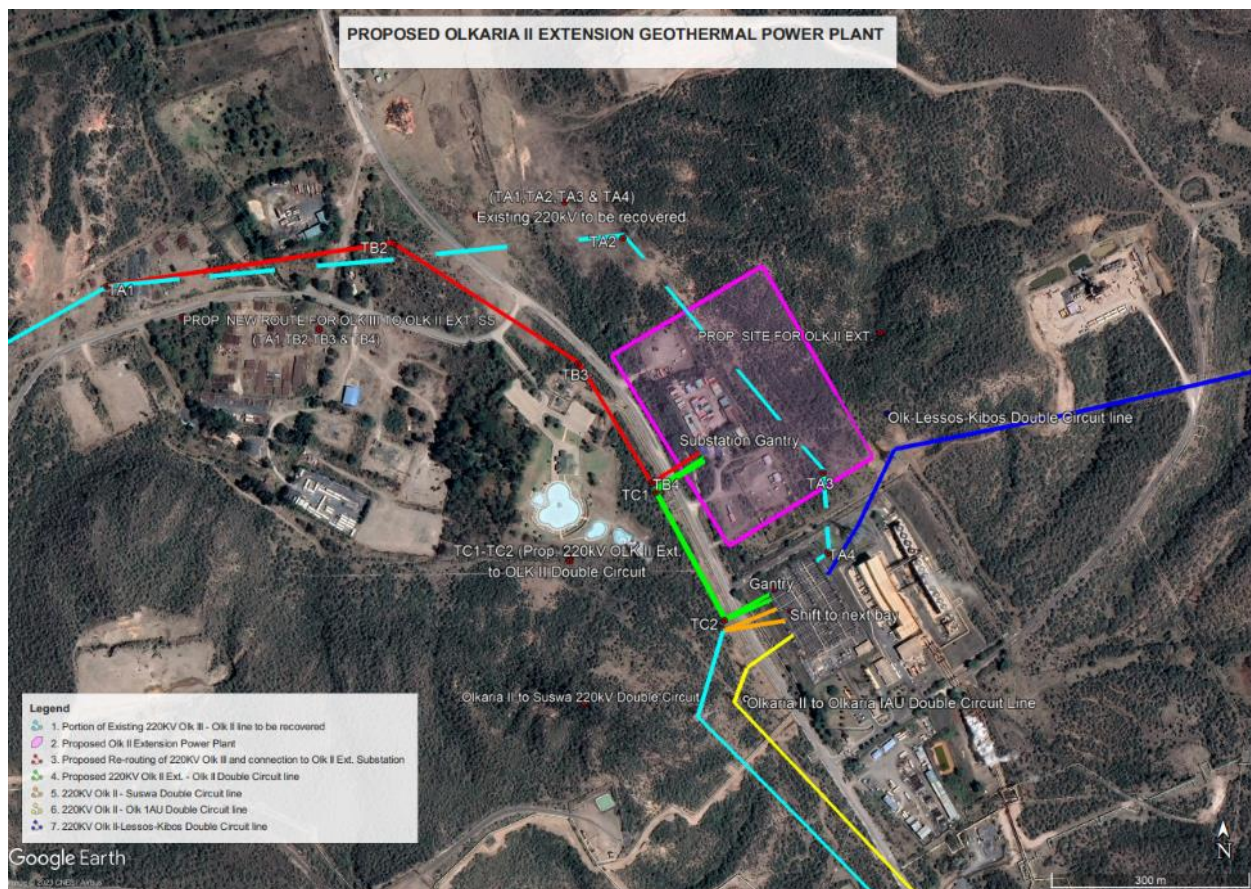 PROPOSED OLKARIA II EXTENSION GEOTHERMAL POWER PLANT
(TA1,TA2,TA3 & TA4)
Existing 220kV to be recovered
TA2
TB2
TA1
PROP. NEW ROUTE FOR OLK III TO OLK II EXT. SS
(TA1,TB2,TB3 & TB4)
PROP. SITE FOR OLK II EXT.
TB3
Olk-Lessos-Kibos Double Circuit line
Substation Gantry
TB4
TC1
TA3
TC1-TC2 (Prop. 220kV OLK II Ext.
to OLK II Double Circuit
TA4
Gantry
Shift to next bay
TC2
Olkaria II to Suswa 220kV Double Circuit
Olkaria II to Olkaria IAU Double Circuit Line
Legend
1. Portion of Existing 220KV Olk III - Olk II line to be recovered
2. Proposed Olk II Extension Power Plant
3. Proposed Re-routing of 220KV Olk III and connection to Olk II Ext. Substation
4. Proposed 220KV Olk II Ext. - Olk II Double Circuit line
5. 220KV Olk II - Suswa Double Circuit line
6. 220KV Olk II - Olk 1AU Double Circuit line
7. 220KV Olk II-Lessos-Kibos Double Circuit line
Google Earth
N
300 m